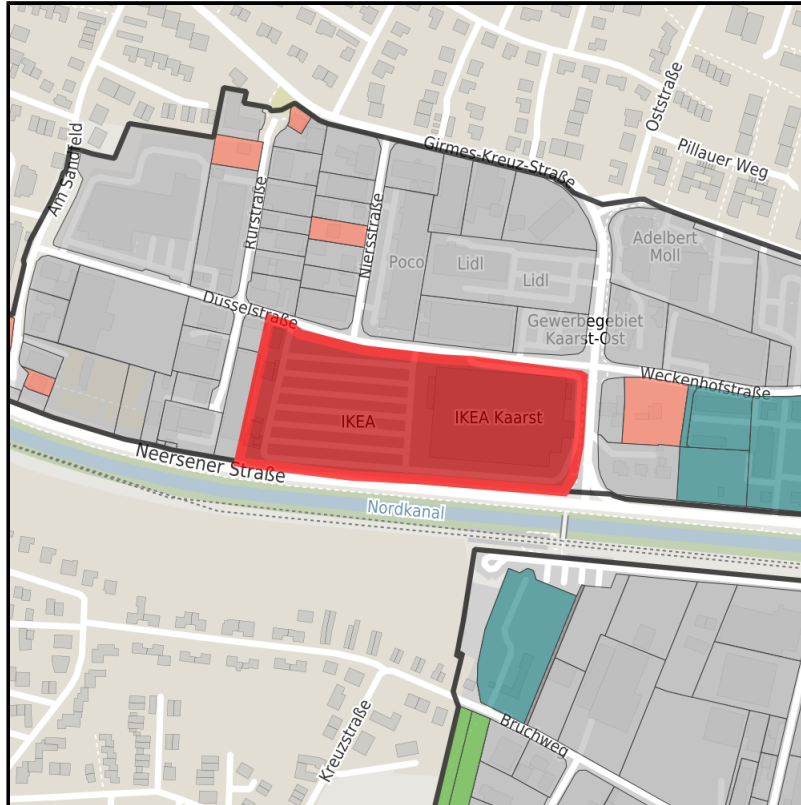 Oststraße
Girmes-Kreuz-Straße
Pillauer Weg
Am Sandfeld
Rurstraße
Niersstraße
Adelbert
Moll
Poco
Lidl
Lidl
Düsselstraße
Gewerbegebiet
Kaarst-Ost
Weckenhofstraße
IKEA
IKEA Kaarst
Neersener Straße
Nordkanal
Kreuzstraße
Bruchweg